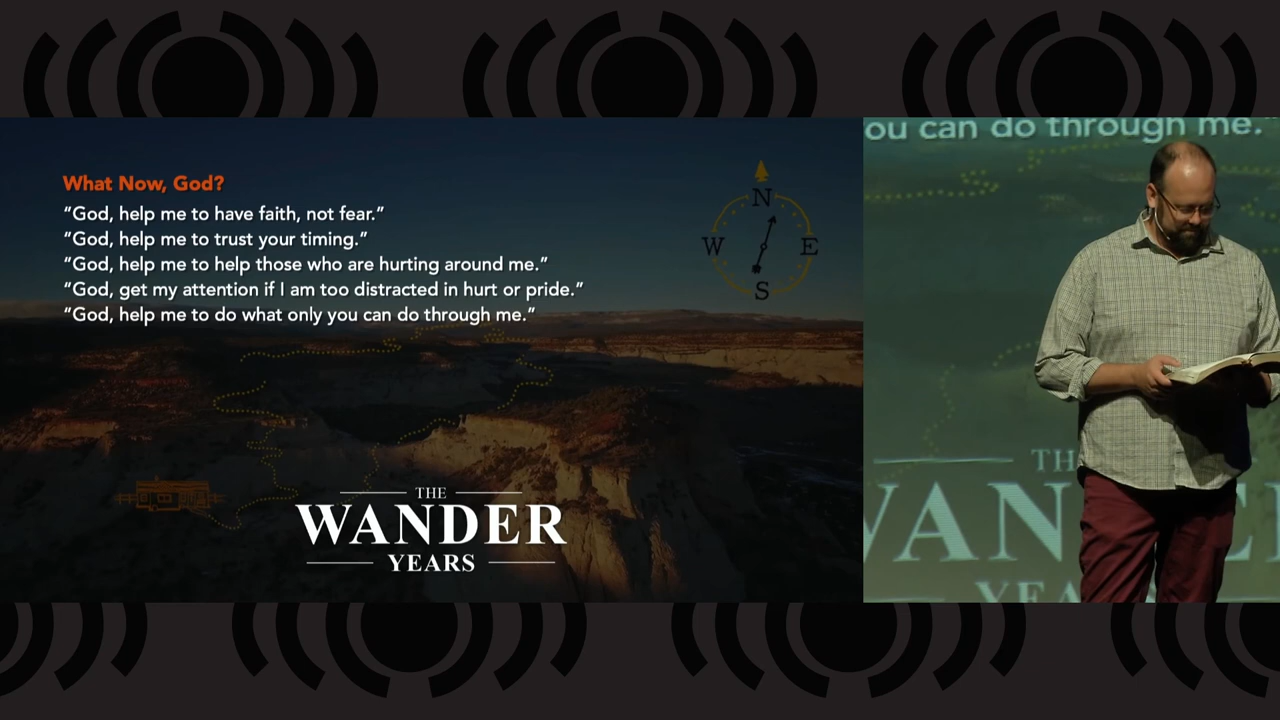 What Now, God?
“God, help me to have faith, not fear.”
“God, help me to trust your timing.”
“God, help me to help those who are hurting around me.”
“God, get my attention if I am too distracted in hurt or pride.”
“God, help me to do what only you can do through me.”
N
W E
S
THE
WANDER
YEARS
ou can do through me.”
TH
WAN
YEA S